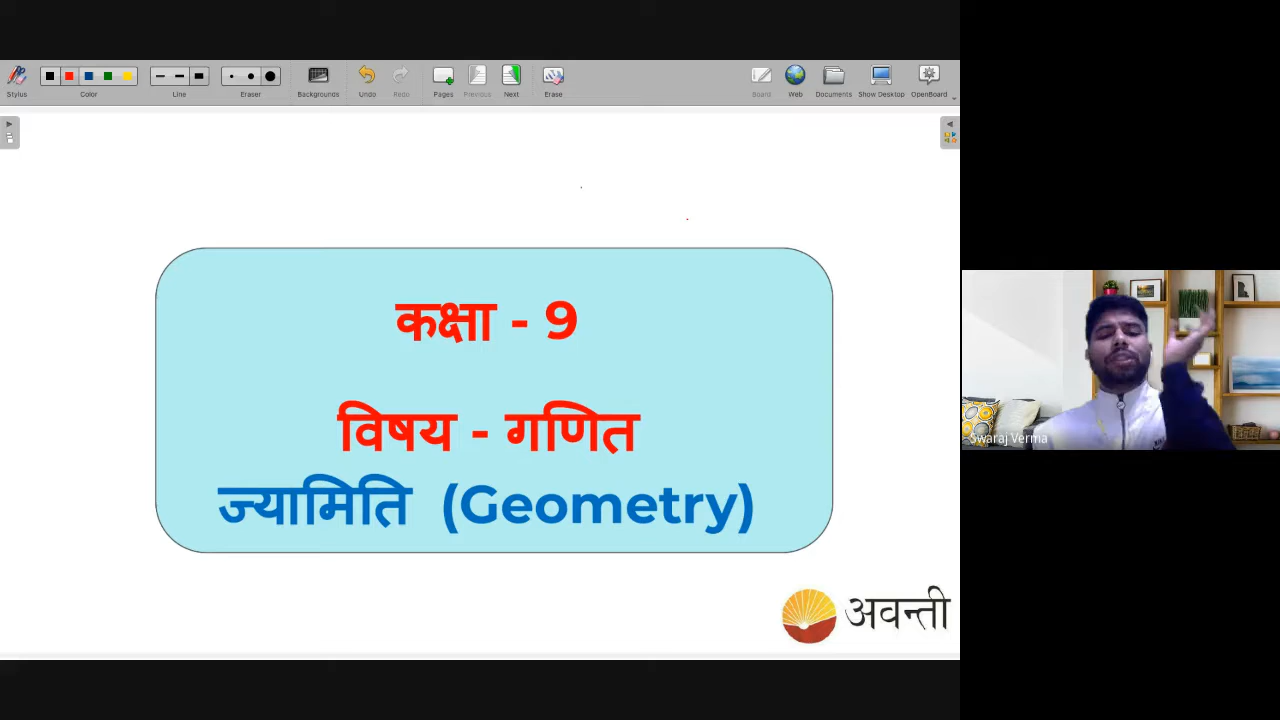 Stylus Color Line Eraser Backgrounds Undo Redo Pages Previous Next Erase Board Web Documents Show Desktop OpenBoard
कक्षा - 9
विषय - गणित
Swaraj Verma
ज्यामिति (Geometry)
अवन्ती